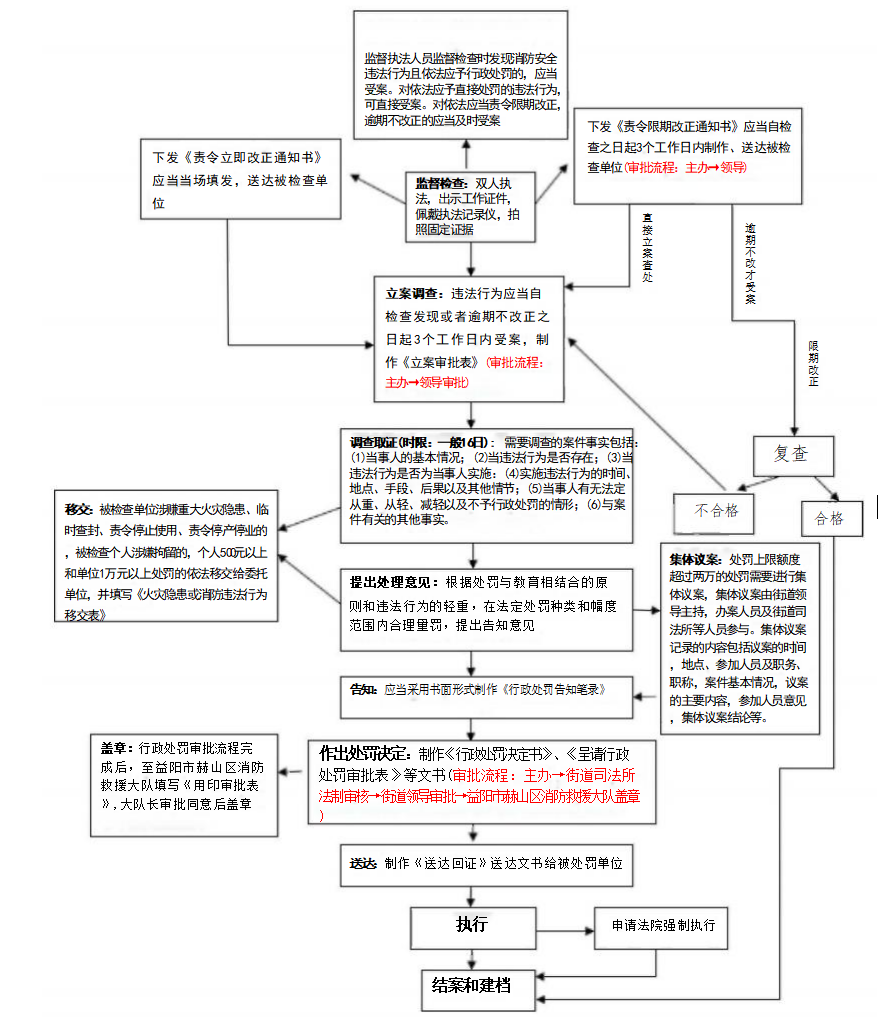 监督执法人员监督检查时发现消防安全
违法行为且依法应予行政处罚的，应当
受案。对依法应予直接处罚的违法行为，
可直接受案。对依法应当责令限期改正，
逾期不改正的应当及时受案
下发《责令限期改正通知书》应当自检
查之日起3个工作日内制作、送达被检
查单位(审批流程：主办→领导)
下发《责令立即改正通知书》
应当当场填发，送达被检查单
位
监督检查：双人执
法，出示工作证件，
佩戴执法记录仪，拍
照固定证据
直接立案查处
逾期不改才受案
立案调查：违法行为应当自
检查发现或者逾期不改正之
日起3个工作日内受案，制
作《立案审批表》(审批流程：
主办→领导审批)
限期改正
调查取证(时限：一般16日)：需要调查的案件事实包括：
(1)当事人的基本情况；(2)当违法行为是否存在；(3)当
违法行为是否为当事人实施：(4)实施违法行为的时间、
地点、手段、后果以及其他情节；(5)当事人有无法定
从重、从轻、减轻以及不予行政处罚的情形；(6)与案
件有关的其他事实。
复查
不合格
合格
移交：被检查单位涉嫌重大火灾隐患、临
时查封、责令停止使用、责令停产停业的
，被检查个人涉嫌拘留的，个人500元以上
和单位1万元以上处罚的依法移交给委托
单位，并填写《火灾隐患或消防违法行为
移交表》
提出处理意见：根据处罚与教育相结合的原
则和违法行为的轻重，在法定处罚种类和幅度
范围内合理量罚，提出告知意见
集体议案：处罚上限额度
超过两万的处罚需要进行集
体议案，集体议案由街道领
导主持，办案人员及街道司
法所等人员参与。集体议案
记录的内容包括议案的时间
，地点、参加人员及职务、
职称，案件基本情况，议案
的主要内容，参加人员意见
，集体议案结论等。
告知：应当采用书面形式制作《行政处罚告知笔录》
盖章：行政处罚审批流程完
成后，至益阳市赫山区消防
救援大队填写《用印审批表
》,大队长审批同意后盖章
作出处罚决定：制作《行政处罚决定书》、《呈请行政
处罚审批表》等文书(审批流程：主办→街道司法所
法制审核→街道领导审批→益阳市赫山区消防救援大队盖章
)
送达：制作《送达回证》送达文书给被处罚单位
执行
申请法院强制执行
结案和建档